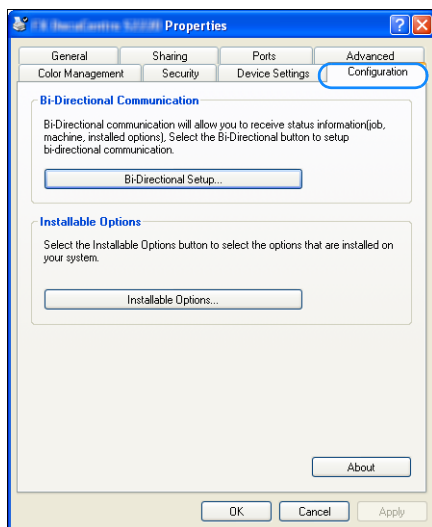 Properties
General Sharing Ports Advanced
Color Management Security Device Settings Configuration
Bi-Directional Communication
Bi-Directional communication will allow you to receive status information(job,
machine, installed options), Select the Bi-Directional button to setup
bi-directional communication.
Bi-Directional Setup...
Installable Options
Select the Installable Options button to select the options that are installed on
your system.
Installable Options...
About
OK Cancel Apply